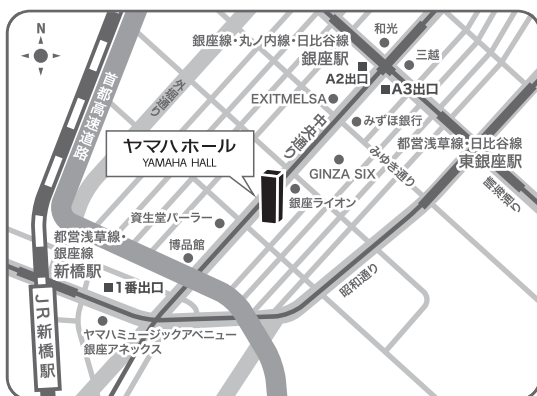 N
和光
銀座線・丸ノ内線・日比谷線
銀座駅
三越
A2出口
A3出口
EXITMELSA
首都高速道路
外堀通り
中央通り
みずほ銀行
都営浅草線・日比谷線
東銀座駅
ヤマハホール
YAMAHA HALL
みゆき通り
GINZA SIX
銀座ライオン
晴海通り
資生堂パーラー
都営浅草線・
銀座線
新橋駅
博品館
昭和通り
1番出口
JR新橋駅
ヤマハミュージックアベニュー
銀座アネックス